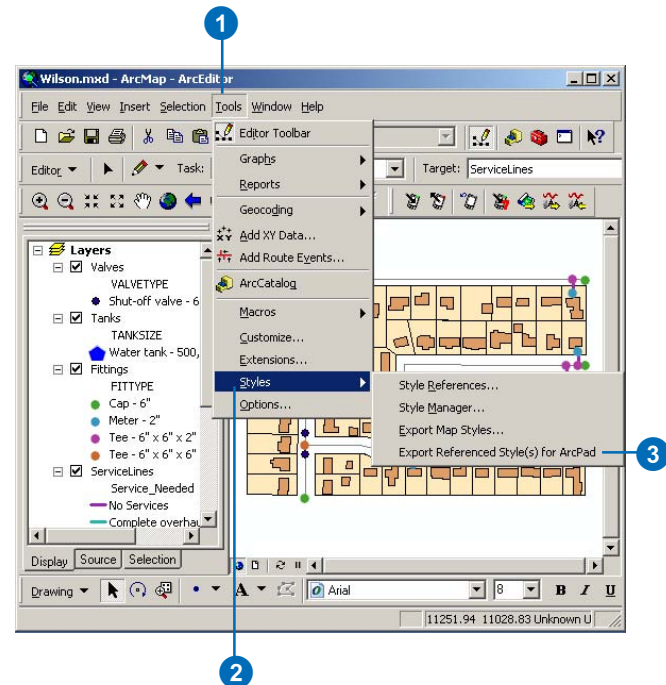 1
Wilson.mxd - ArcMap - ArcEditor
File Edit View Insert Selection Tools Window Help
Editor Toolbar
Editor Task: Target: ServiceLines
Graphs
Reports
Geocoding
Add XY Data...
Add Route Events...
ArcCatalog
Macros
Customize...
Extensions...
Styles
Options...
Layers
Valves
VALVETYPE
Shut-off valve - 6
Tanks
TANKSIZE
Water tank - 500,
Fittings
FITTYPE
Cap - 6"
Meter - 2"
Tee - 6" x 6" x 2"
Tee - 6" x 6" x 6"
ServiceLines
Service_Needed
No Services
Complete overhau
Style References...
Style Manager...
Export Map Styles...
Export Referenced Style(s) for ArcPad
3
Display Source Selection
Drawing A Arial 8 B I U
11251.94 11028.83 Unknown U
2